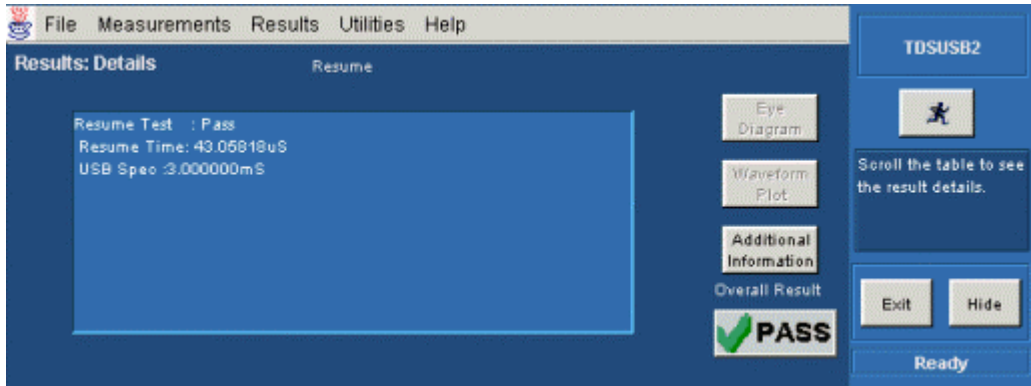 File Measurements Results Utilities Help
TDSUSB2
Results: Details
Resume
Resume Test : Pass
Resume Time: 43.05818uS
USB Spec :3.000000mS
Eye
Diagram
Waveform
Plot
Additional
Information
Overall Result
PASS
Scroll the table to see
the result details.
Exit
Hide
Ready